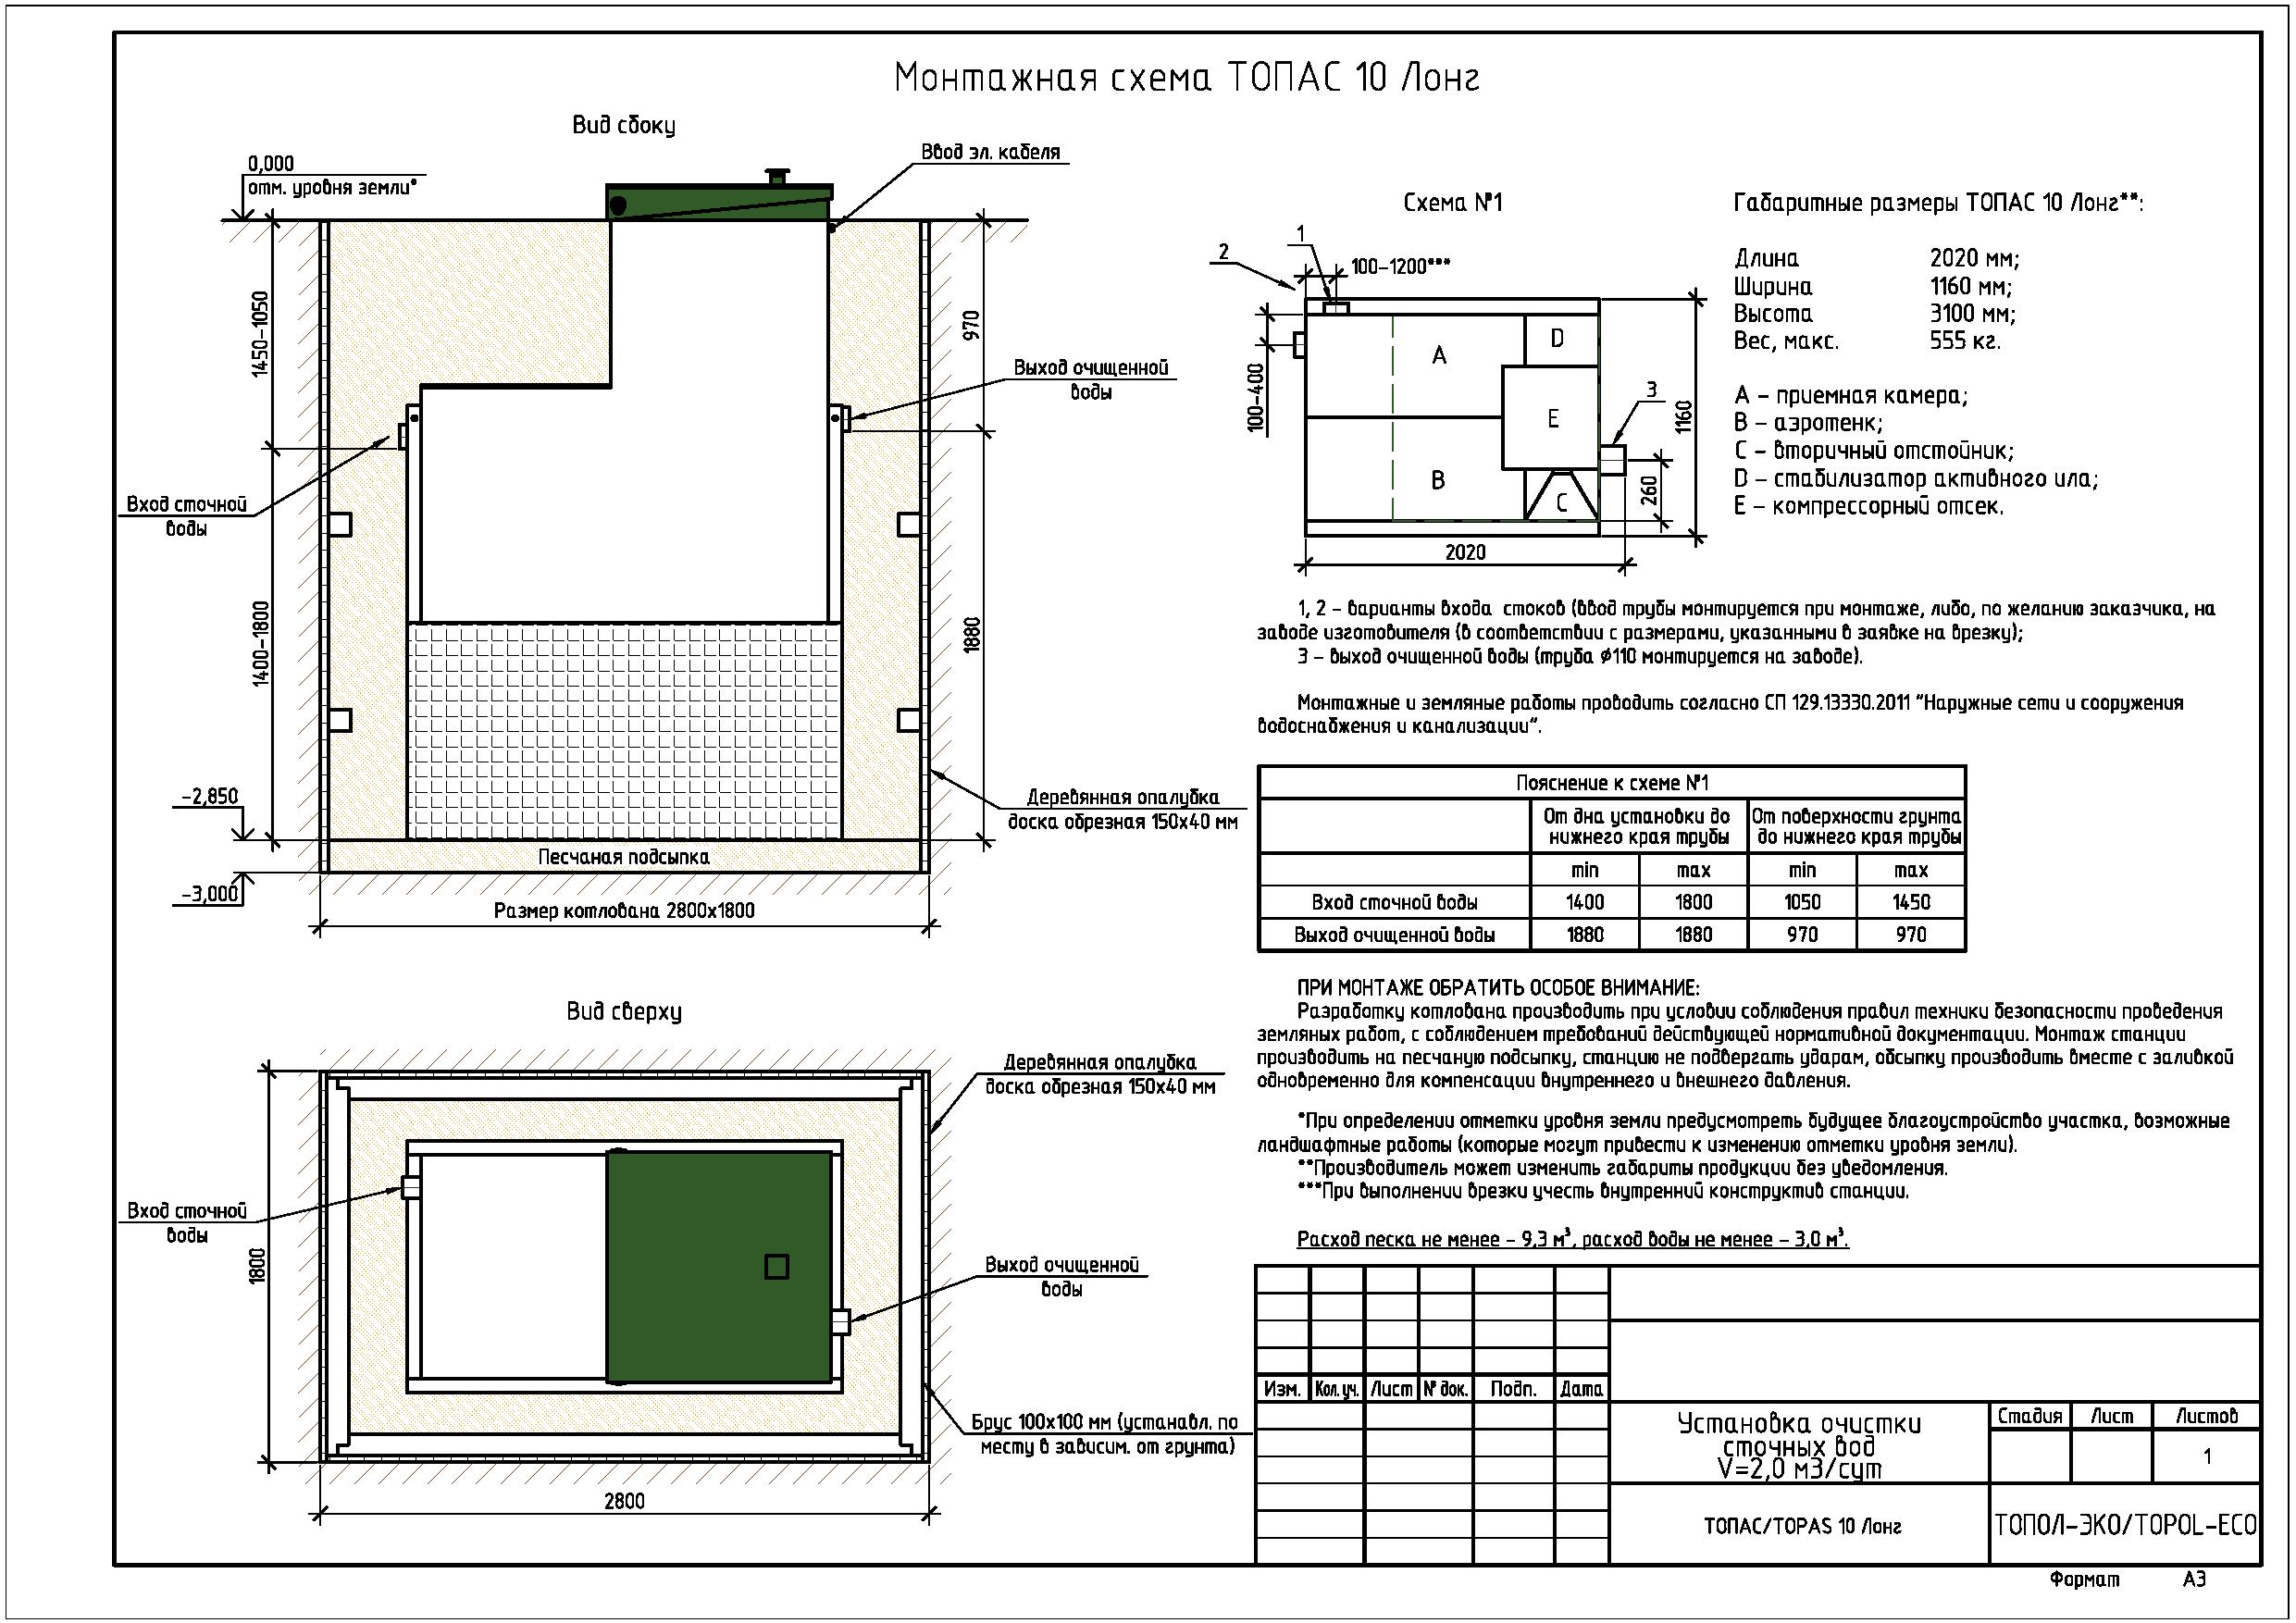 Монтажная схема ТОПАС 10 Лонг
Вид сбоку
0,000
отм. уровня земли*
Ввод эл. кабеля
1450-1050
970
Выход очищенной
воды
Вход сточной
воды
1400-1800
1880
-2,850
Деревянная опалубка
доска обрезная 150х40 мм
Песчаная подсыпка
-3,000
Размер котлована 2800х1800
Вид сверху
Деревянная опалубка
доска обрезная 150х40 мм
Вход сточной
воды
1800
Выход очищенной
воды
Брус 100х100 мм (устанавл. по
месту в зависим. от грунта)
2800
Схема №1
1
2
100-1200***
100-400
A
D
E
B
C
3
1160
260
2020
Габаритные размеры ТОПАС 10 Лонг**:
Длина 2020 мм;
Ширина 1160 мм;
Высота 3100 мм;
Вес, макс. 555 кг.
A – приемная камера;
B – аэротенк;
C – вторичный отстойник;
D – стабилизатор активного ила;
E – компрессорный отсек.
1, 2 – варианты входа стоков (ввод трубы монтируется при монтаже, либо, по желанию заказчика, на
заводе изготовителя (в соответствии с размерами, указанными в заявке на врезку);
3 – выход очищенной воды (труба ⌀110 монтируется на заводе).
Монтажные и земляные работы проводить согласно СП 129.13330.2011 "Наружные сети и сооружения
водоснабжения и канализации".
Пояснение к схеме №1
От дна установки до
нижнего края трубы
От поверхности грунта
до нижнего края трубы
min max min max
Вход сточной воды 1400 1800 1050 1450
Выход очищенной воды 1880 1880 970 970
ПРИ МОНТАЖЕ ОБРАТИТЬ ОСОБОЕ ВНИМАНИЕ:
Разработку котлована производить при условии соблюдения правил техники безопасности проведения
земляных работ, с соблюдением требований действующей нормативной документации. Монтаж станции
производить на песчаную подсыпку, станцию не подвергать ударам, обсыпку производить вместе с заливкой
одновременно для компенсации внутреннего и внешнего давления.
*При определении отметки уровня земли предусмотреть будущее благоустройство участка, возможные
ландшафтные работы (которые могут привести к изменению отметки уровня земли).
**Производитель может изменить габариты продукции без уведомления.
***При выполнении врезки учесть внутренний конструктив станции.
Расход песка не менее – 9,3 м³, расход воды не менее – 3,0 м³.
Изм. Кол.уч. Лист № док. Подп. Дата
Установка очистки
сточных вод
V=2,0 м3/сут
Стадия Лист Листов
1
ТОПАС/TOPAS 10 Лонг
ТОПОЛ-ЭКО/TOPOL-ECO
Формат А3